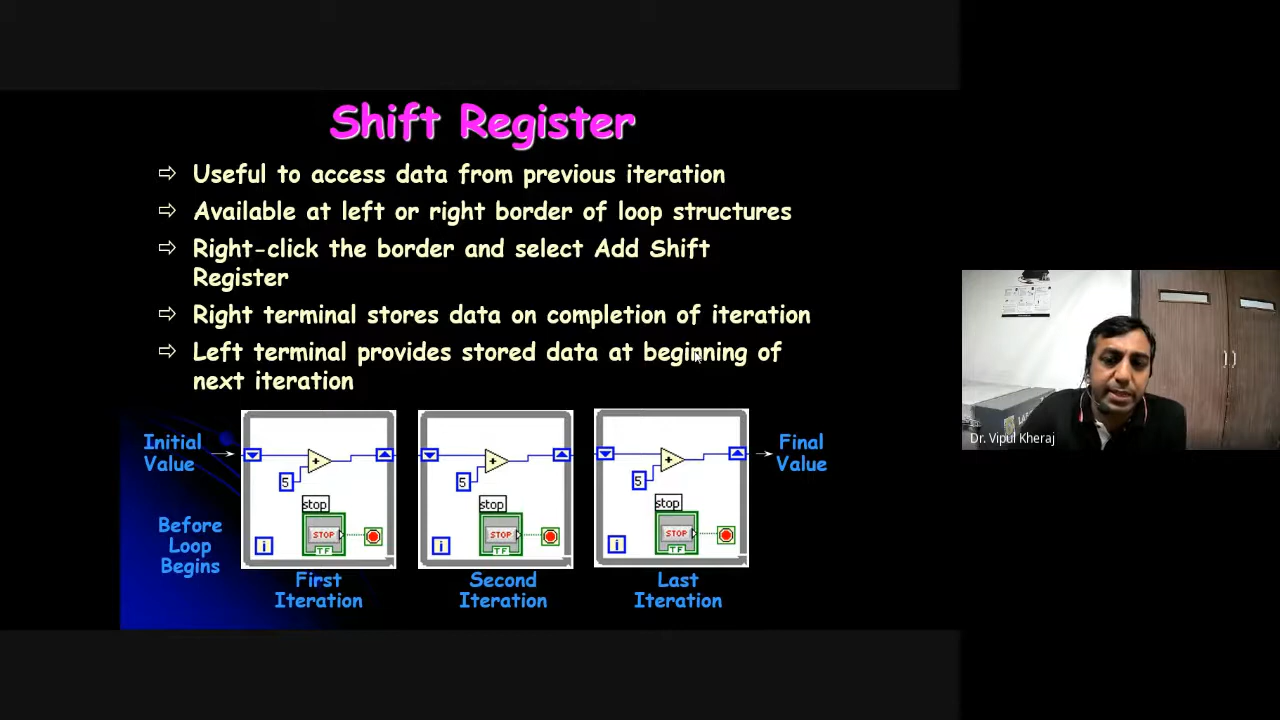 Shift Register
⇨ Useful to access data from previous iteration
⇨ Available at left or right border of loop structures
⇨ Right-click the border and select Add Shift
Register
⇨ Right terminal stores data on completion of iteration
⇨ Left terminal provides stored data at beginning of
next iteration
Initial
Value
Before
Loop
Begins
+
5
stop
STOP
TF
i
First
Iteration
+
5
stop
STOP
TF
i
Second
Iteration
+
5
stop
STOP
TF
i
Last
Iteration
Final
Value
Dr. Vipul Kheraj